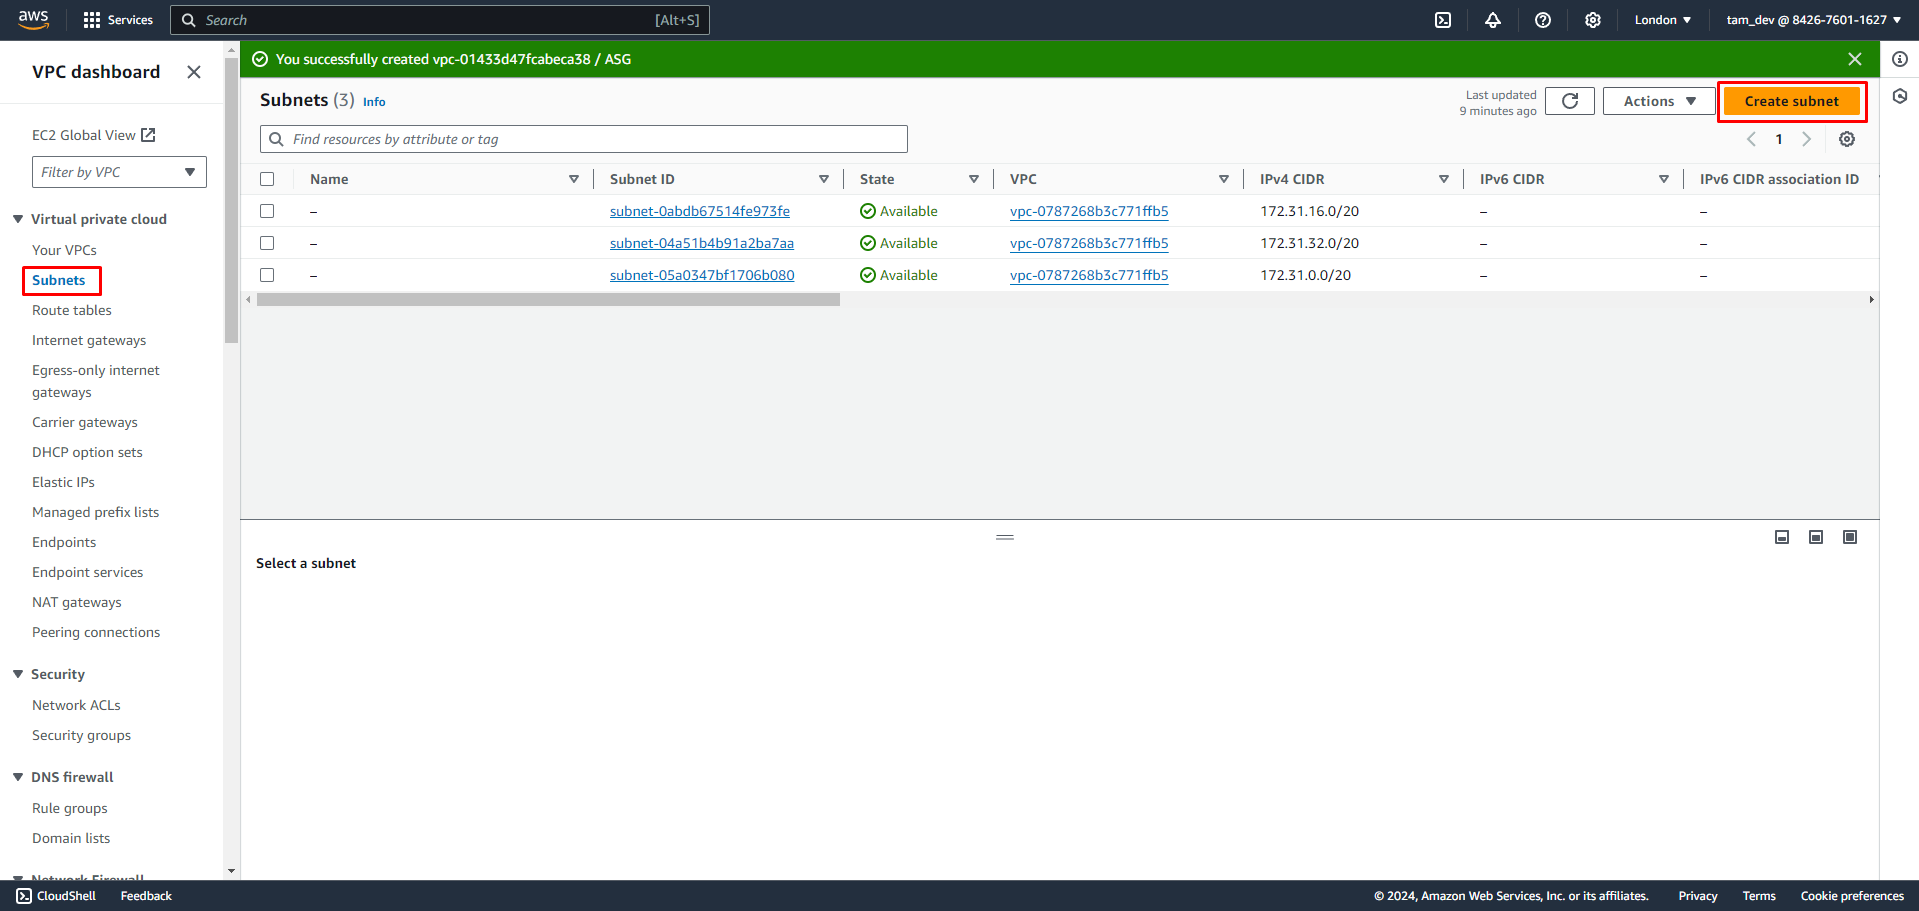 aws
Services
Search
[Alt+S]
London
tam_dev @ 8426-7601-1627
VPC dashboard
EC2 Global View
Filter by VPC
Virtual private cloud
Your VPCs
Subnets
Route tables
Internet gateways
Egress-only internet
gateways
Carrier gateways
DHCP option sets
Elastic IPs
Managed prefix lists
Endpoints
Endpoint services
NAT gateways
Peering connections
Security
Network ACLs
Security groups
DNS firewall
Rule groups
Domain lists
Network Firewall
You successfully created vpc-01433d47fcabeca38 / ASG
Subnets (3) Info
Last updated
9 minutes ago
Actions
Create subnet
Find resources by attribute or tag
1
Name Subnet ID State VPC IPv4 CIDR IPv6 CIDR IPv6 CIDR association ID
– subnet-0abdb67514fe973fe Available vpc-0787268b3c771ffb5 172.31.16.0/20 – –
– subnet-04a51b4b91a2ba7aa Available vpc-0787268b3c771ffb5 172.31.32.0/20 – –
– subnet-05a0347bf1706b080 Available vpc-0787268b3c771ffb5 172.31.0.0/20 – –
Select a subnet
CloudShell Feedback © 2024, Amazon Web Services, Inc. or its affiliates. Privacy Terms Cookie preferences